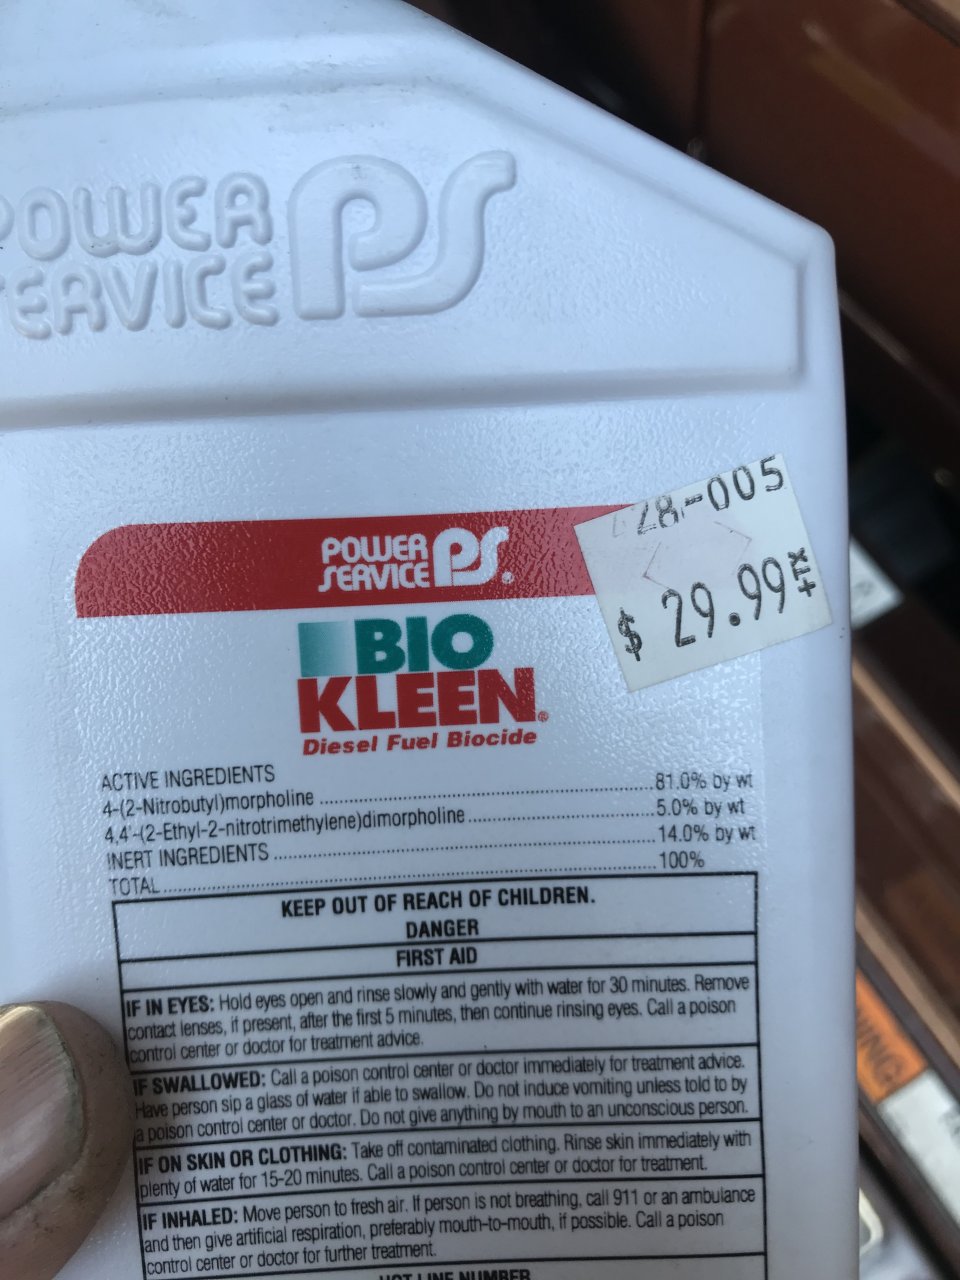 POWER PS
SERVICE
28-005
$ 29.99
POWER PS
SERVICE
BIO
KLEEN®
Diesel Fuel Biocide
ACTIVE INGREDIENTS
4-(2-Nitrobutyl)morpholine ........ 81.0% by wt
4,4'-(2-Ethyl-2-nitrotrimethylene)dimorpholine ........ 5.0% by wt
INERT INGREDIENTS ........ 14.0% by wt
TOTAL ........ 100%
KEEP OUT OF REACH OF CHILDREN.
DANGER
FIRST AID
IF IN EYES: Hold eyes open and rinse slowly and gently with water for 30 minutes. Remove
contact lenses, if present, after the first 5 minutes, then continue rinsing eyes. Call a poison
control center or doctor for treatment advice.
IF SWALLOWED: Call a poison control center or doctor immediately for treatment advice.
Have person sip a glass of water if able to swallow. Do not induce vomiting unless told to by
a poison control center or doctor. Do not give anything by mouth to an unconscious person.
IF ON SKIN OR CLOTHING: Take off contaminated clothing. Rinse skin immediately with
plenty of water for 15-20 minutes. Call a poison control center or doctor for treatment.
IF INHALED: Move person to fresh air. If person is not breathing, call 911 or an ambulance
and then give artificial respiration, preferably mouth-to-mouth, if possible. Call a poison
control center or doctor for further treatment.
HOT LINE NUMBER